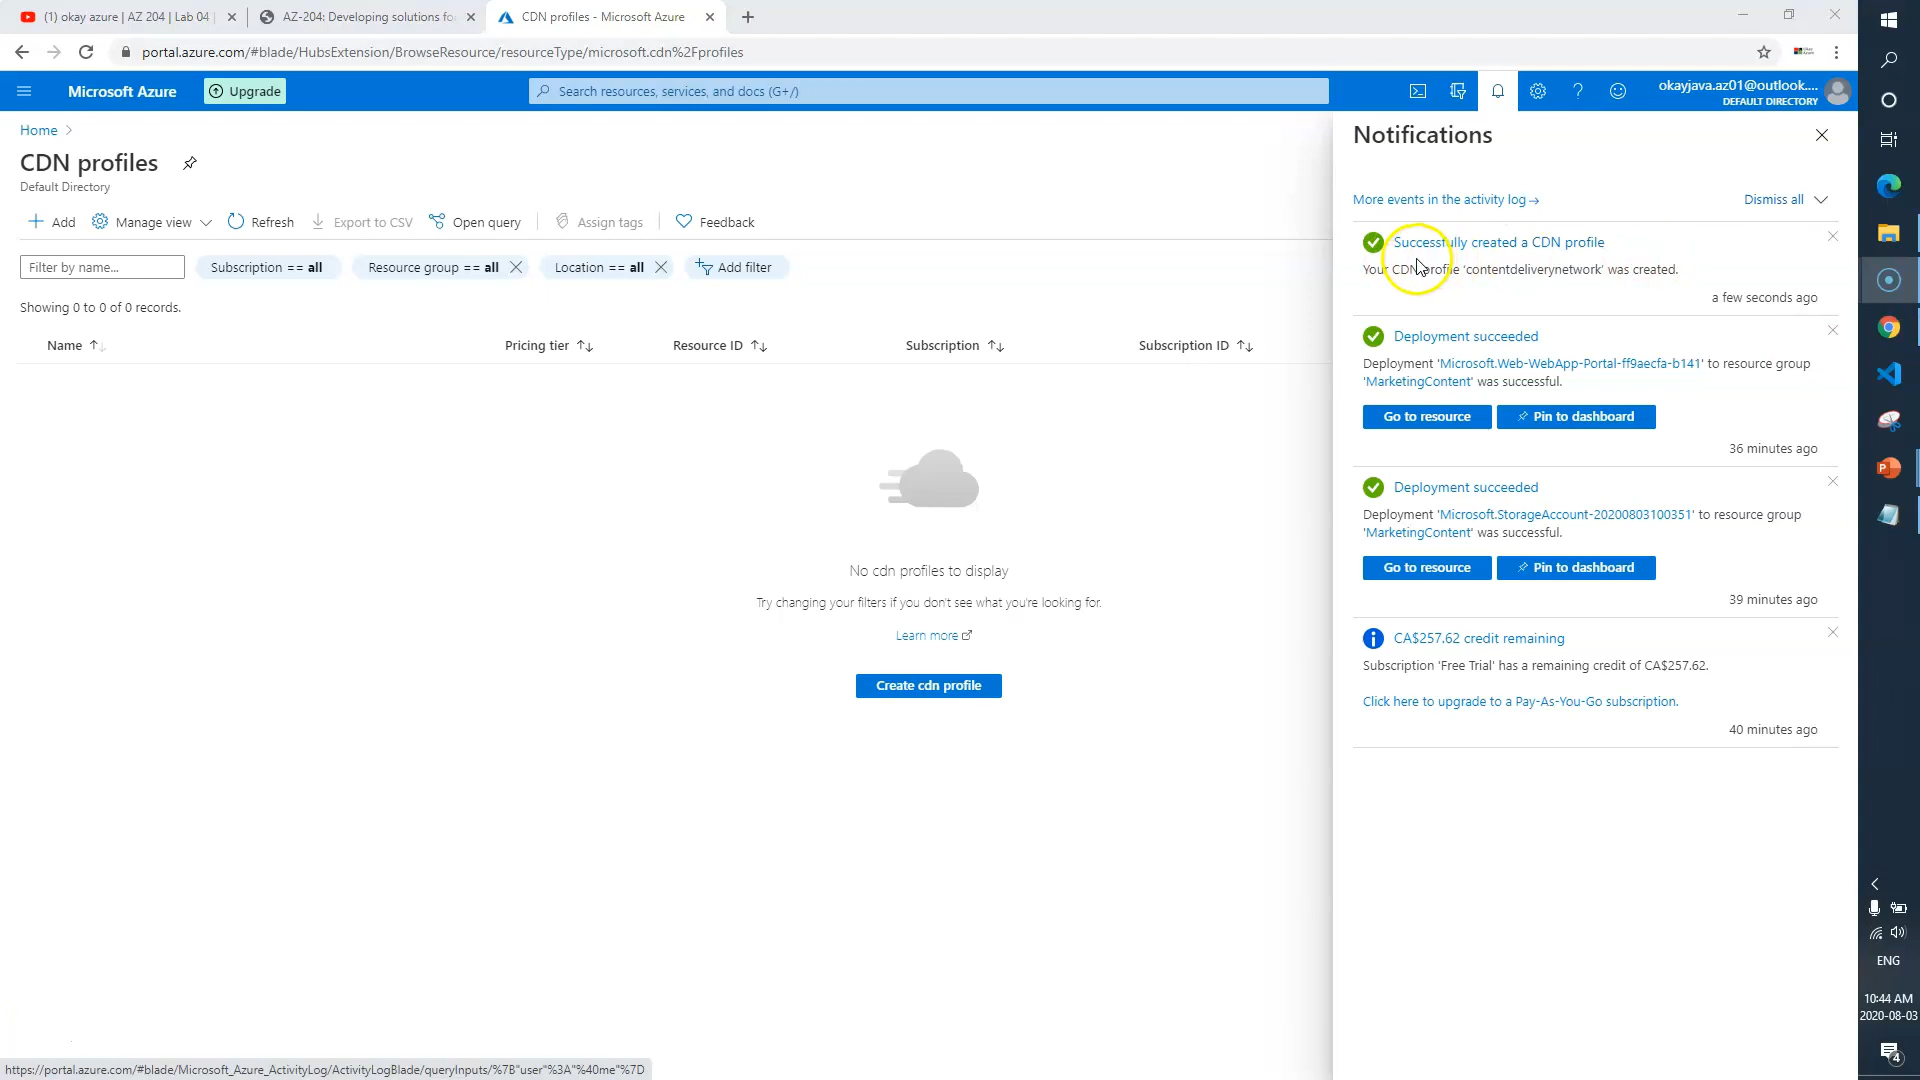 (1) okay azure | AZ 204 | Lab 04
AZ-204: Developing solutions fo
CDN profiles - Microsoft Azure
portal.azure.com/#blade/HubsExtension/BrowseResource/resourceType/microsoft.cdn%2Fprofiles
Microsoft Azure
Upgrade
Search resources, services, and docs (G+/)
okayjava.az01@outlook....
DEFAULT DIRECTORY
Home
CDN profiles
Default Directory
Add
Manage view
Refresh
Export to CSV
Open query
Assign tags
Feedback
Filter by name...
Subscription == all
Resource group == all
Location == all
Add filter
Showing 0 to 0 of 0 records.
Name
Pricing tier
Resource ID
Subscription
Subscription ID
No cdn profiles to display
Try changing your filters if you don't see what you're looking for.
Learn more
Create cdn profile
Notifications
More events in the activity log →
Dismiss all
Successfully created a CDN profile
Your CDN profile 'contentdeliverynetwork' was created.
a few seconds ago
Deployment succeeded
Deployment 'Microsoft.Web-WebApp-Portal-ff9aecfa-b141' to resource group
'MarketingContent' was successful.
Go to resource
Pin to dashboard
36 minutes ago
Deployment succeeded
Deployment 'Microsoft.StorageAccount-20200803100351' to resource group
'MarketingContent' was successful.
Go to resource
Pin to dashboard
39 minutes ago
CA$257.62 credit remaining
Subscription 'Free Trial' has a remaining credit of CA$257.62.
Click here to upgrade to a Pay-As-You-Go subscription.
40 minutes ago
ENG
10:44 AM
2020-08-03
4
https://portal.azure.com/#blade/Microsoft_Azure_ActivityLog/ActivityLogBlade/queryInputs/%7B"user"%3A"%40me"%7D